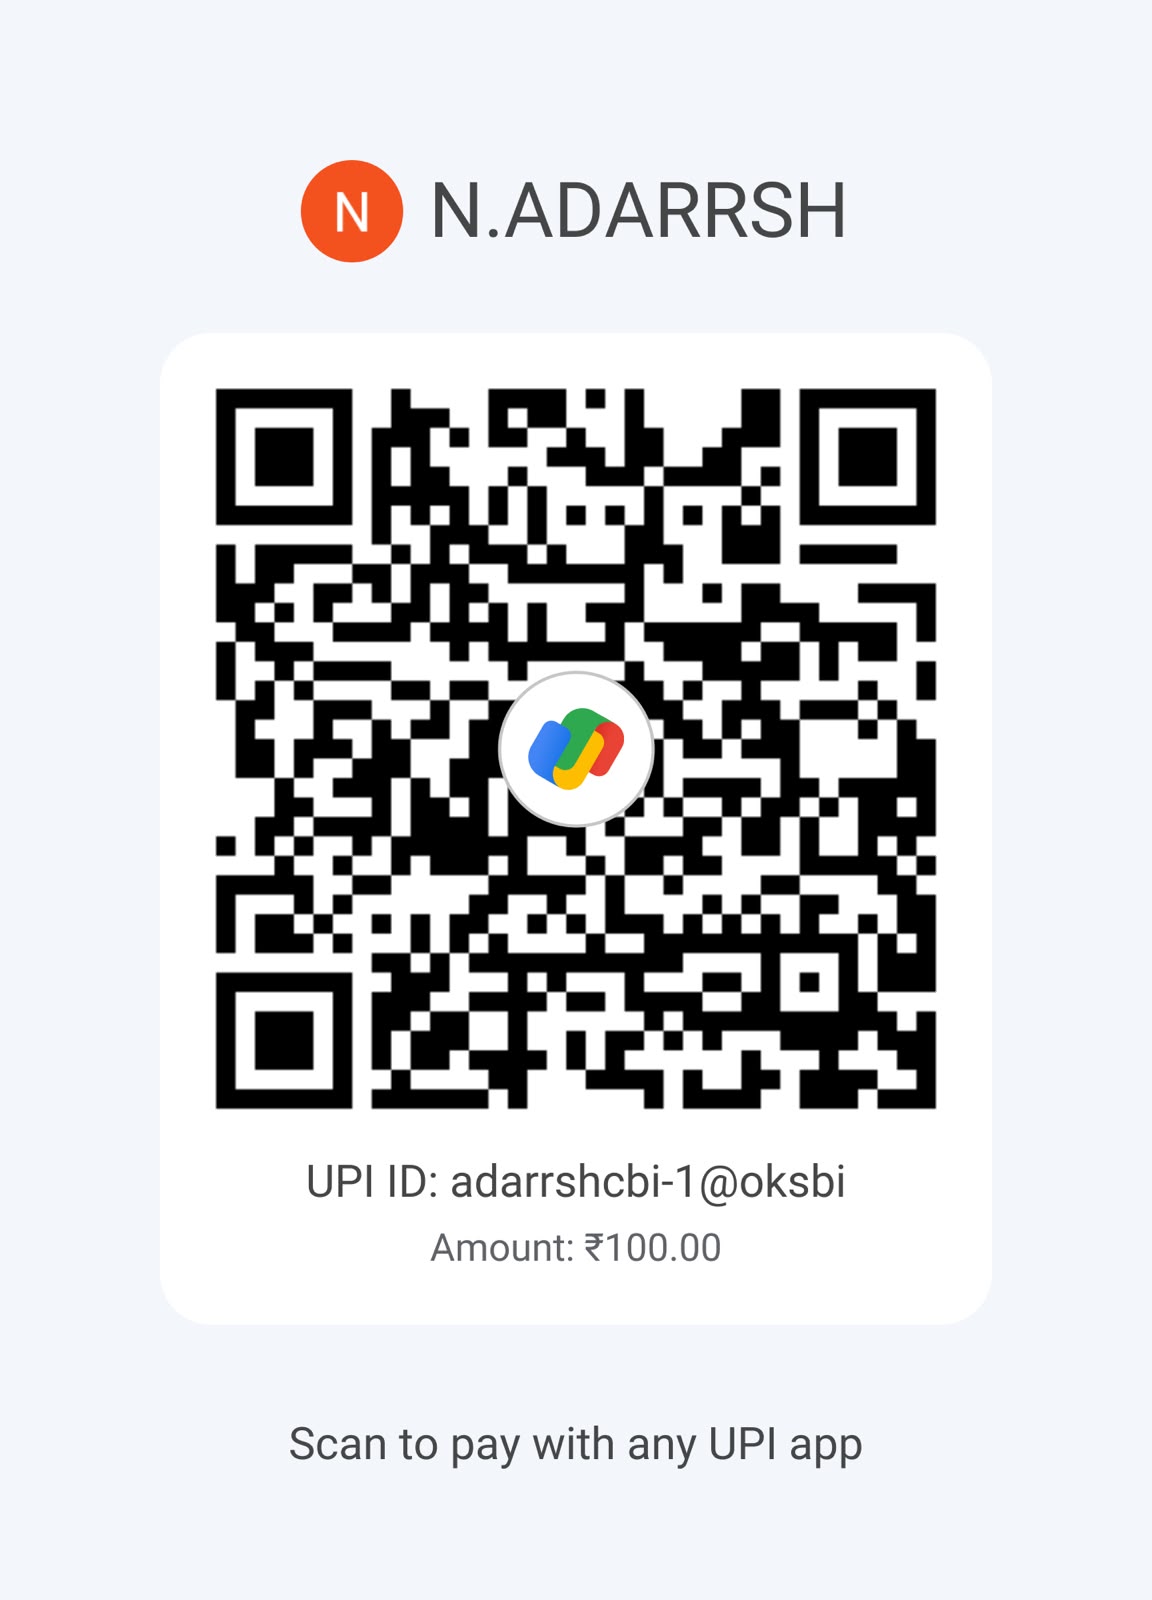 N
N.ADARRSH
UPI ID: adarrshcbi-1@oksbi
Amount: ₹100.00
Scan to pay with any UPI app